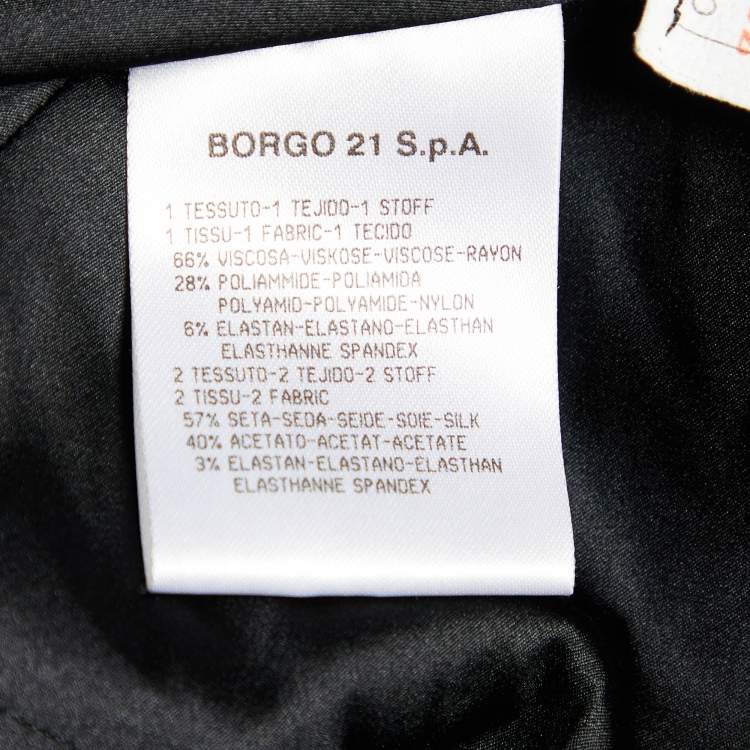 BORGO 21 S.p.A.
1 TESSUTO-1 TEJIDO-1 STOFF
1 TISSU-1 FABRIC-1 TECIDO
66% VISCOSA-VISKOSE-VISCOSE-RAYON
28% POLIAMMIDE-POLIAMIDA
POLYAMID-POLYAMIDE-NYLON
6% ELASTAN-ELASTANO-ELASTHAN
ELASTHANNE SPANDEX
2 TESSUTO-2 TEJIDO-2 STOFF
2 TISSU-2 FABRIC
57% SETA-SEDA-SEIDE-SOIE-SILK
40% ACETATO-ACETAT-ACETATE
3% ELASTAN-ELASTANO-ELASTHAN
ELASTHANNE SPANDEX